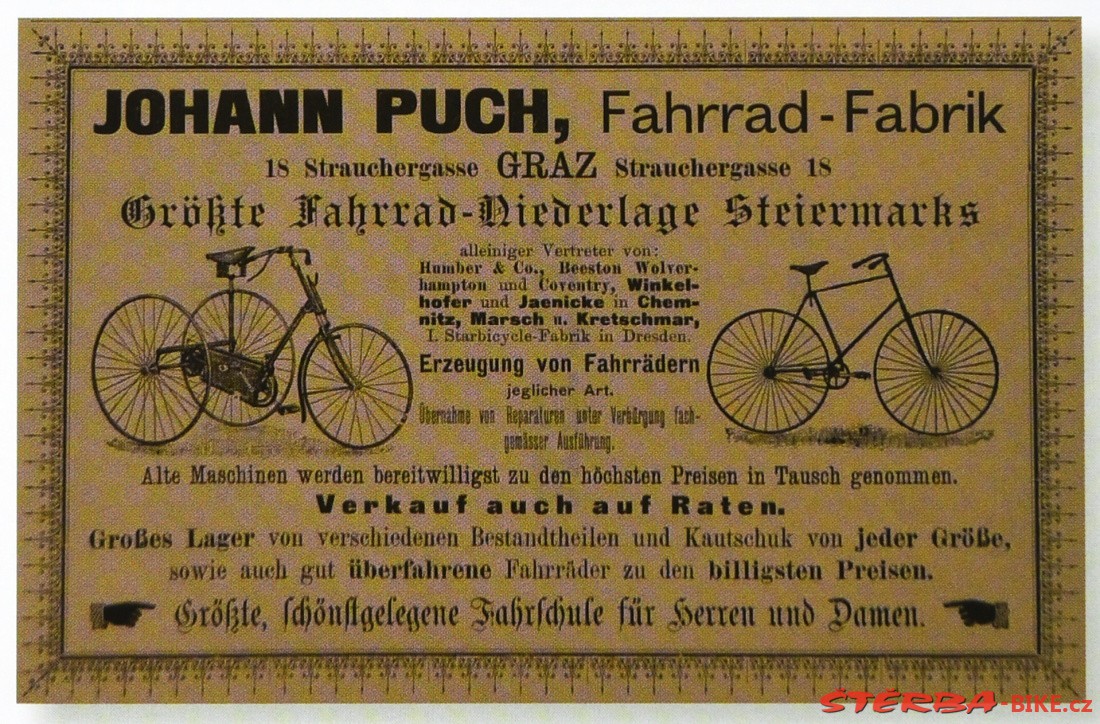 JOHANN PUCH, Fahrrad-Fabrik
18 Strauchergasse GRAZ Strauchergasse 18
Größte Fahrrad-Niederlage Steiermarks
alleiniger Vertreter von:
Humber & Co., Beeston Wolver-
hampton und Coventry, Winkel-
hofer und Jaenicke in Chem-
nitz, Marsch u. Kretschmar,
I. Starbicycle-Fabrik in Dresden.
Erzeugung von Fahrrädern
jeglicher Art.
Übernahme von Reparaturen unter Verbürgung fach-
gemässer Ausführung.
Alte Maschinen werden bereitwilligst zu den höchsten Preisen in Tausch genommen.
Verkauf auch auf Raten.
Großes Lager von verschiedenen Bestandtheilen und Kautschuk von jeder Größe,
sowie auch gut überfahrene Fahrräder zu den billigsten Preisen.
Größte, schönstgelegene Fahrschule für Herren und Damen.
ŠTĚRBA-BIKE.cz